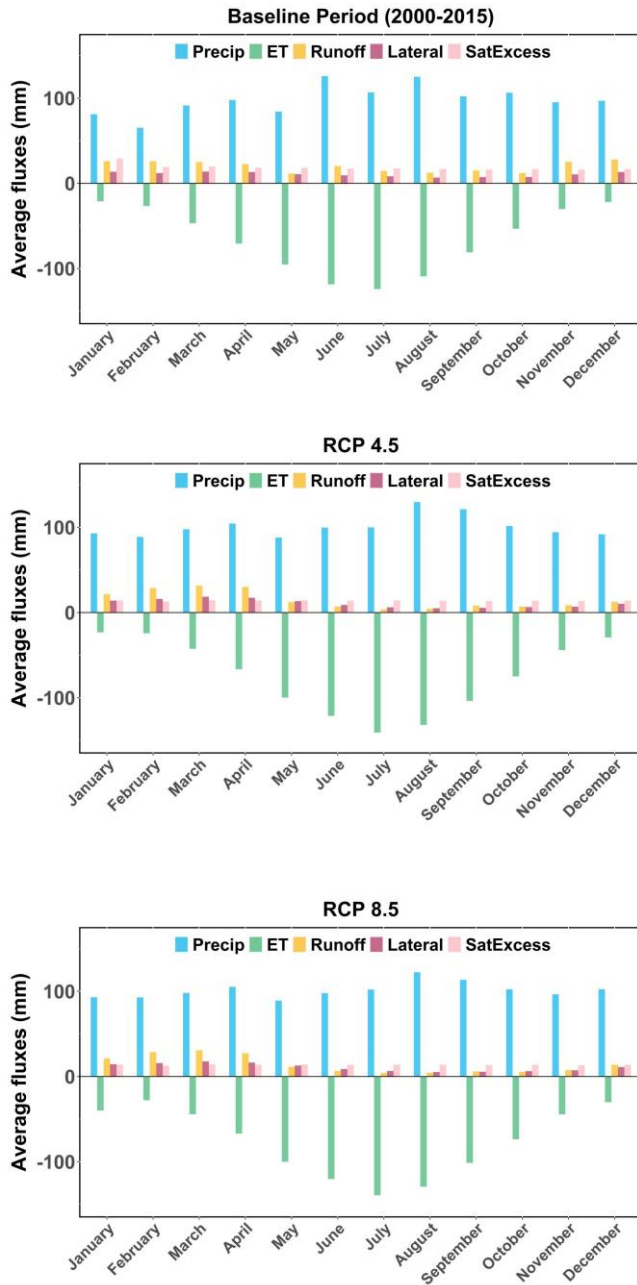 Baseline Period (2000-2015)
Precip ET Runoff Lateral SatExcess
Average fluxes (mm)
100
0
-100
January February March April May June July August September October November December
RCP 4.5
Precip ET Runoff Lateral SatExcess
Average fluxes (mm)
100
0
-100
January February March April May June July August September October November December
RCP 8.5
Precip ET Runoff Lateral SatExcess
Average fluxes (mm)
100
0
-100
January February March April May June July August September October November December